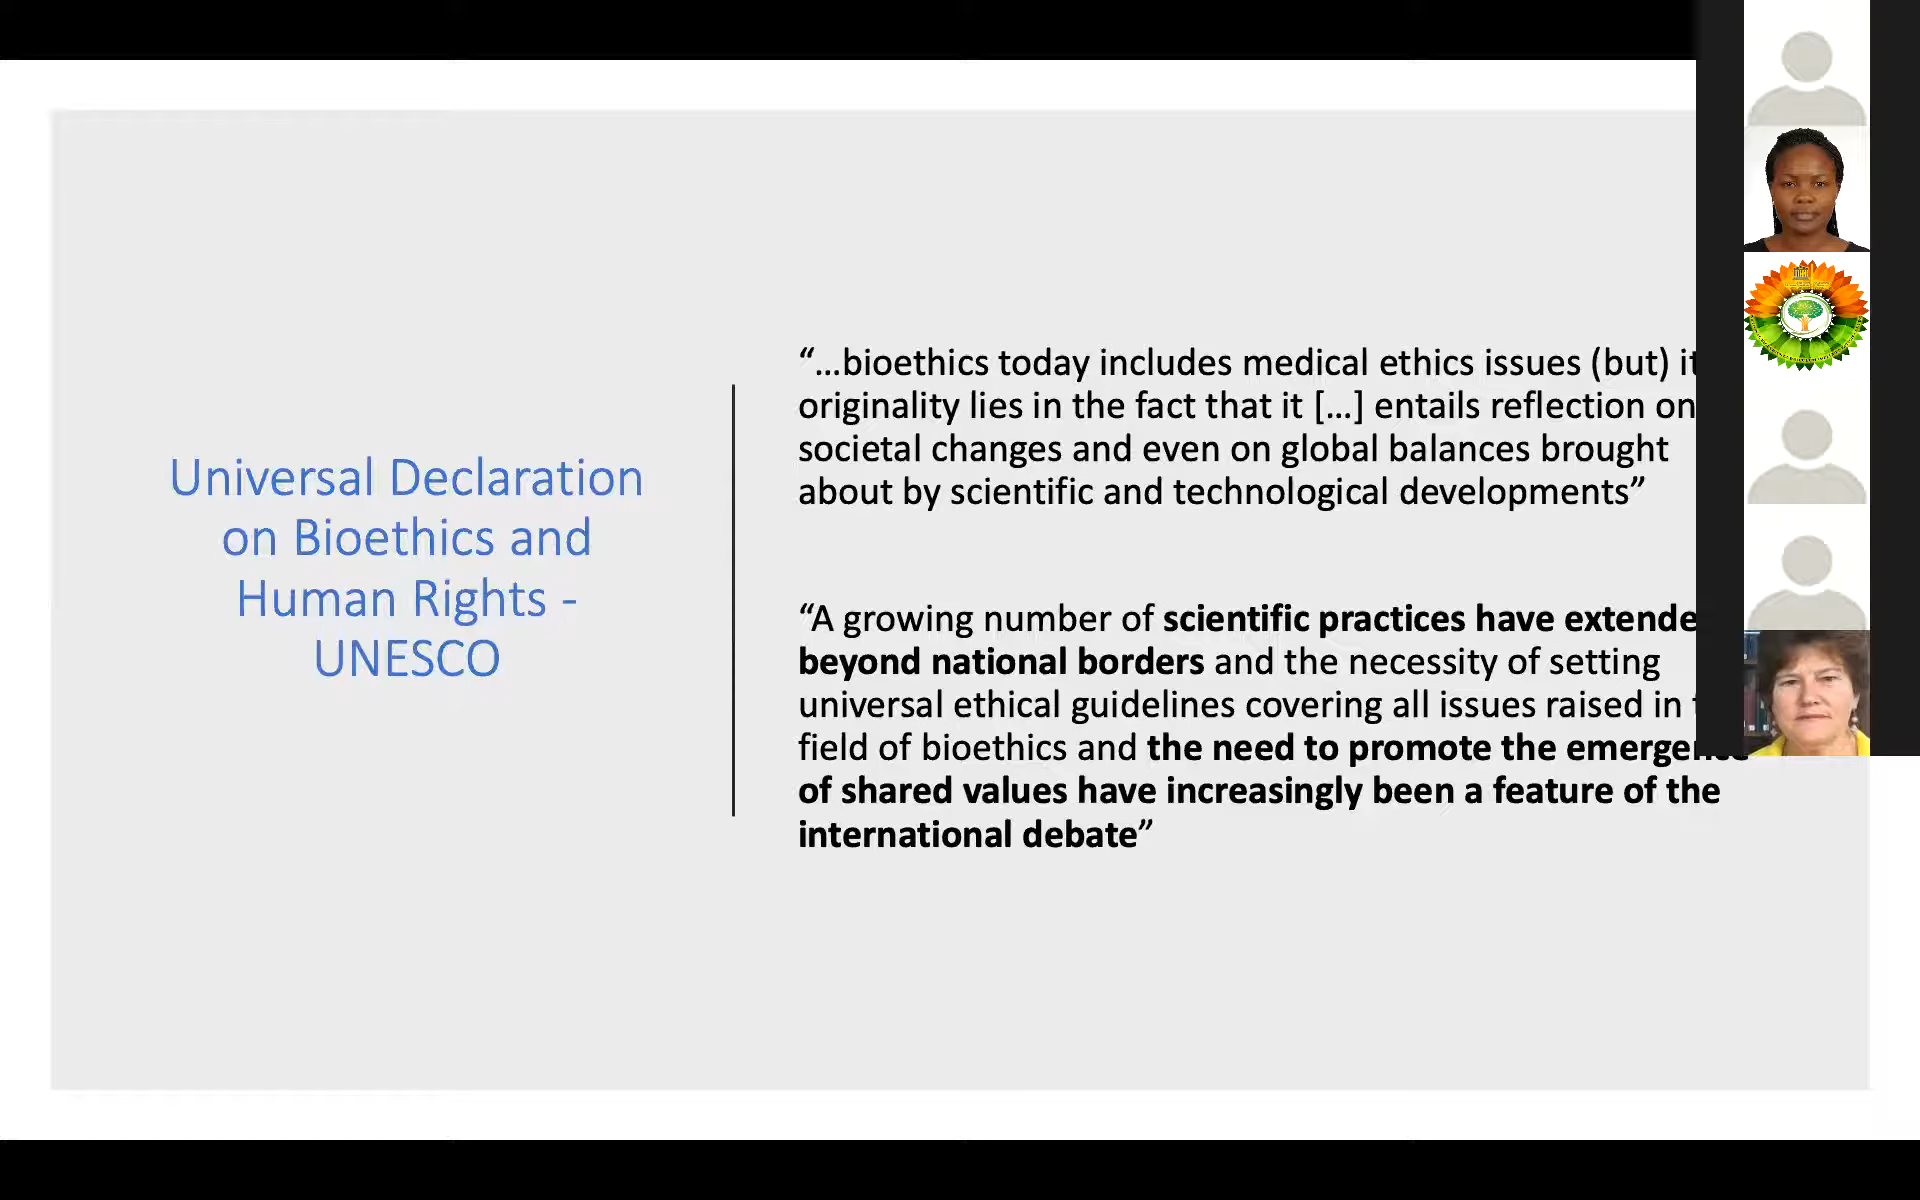 Universal Declaration
on Bioethics and
Human Rights -
UNESCO
“…bioethics today includes medical ethics issues (but) it
originality lies in the fact that it […] entails reflection on
societal changes and even on global balances brought
about by scientific and technological developments”
“A growing number of scientific practices have extende
beyond national borders and the necessity of setting
universal ethical guidelines covering all issues raised in
field of bioethics and the need to promote the emergence
of shared values have increasingly been a feature of the
international debate”